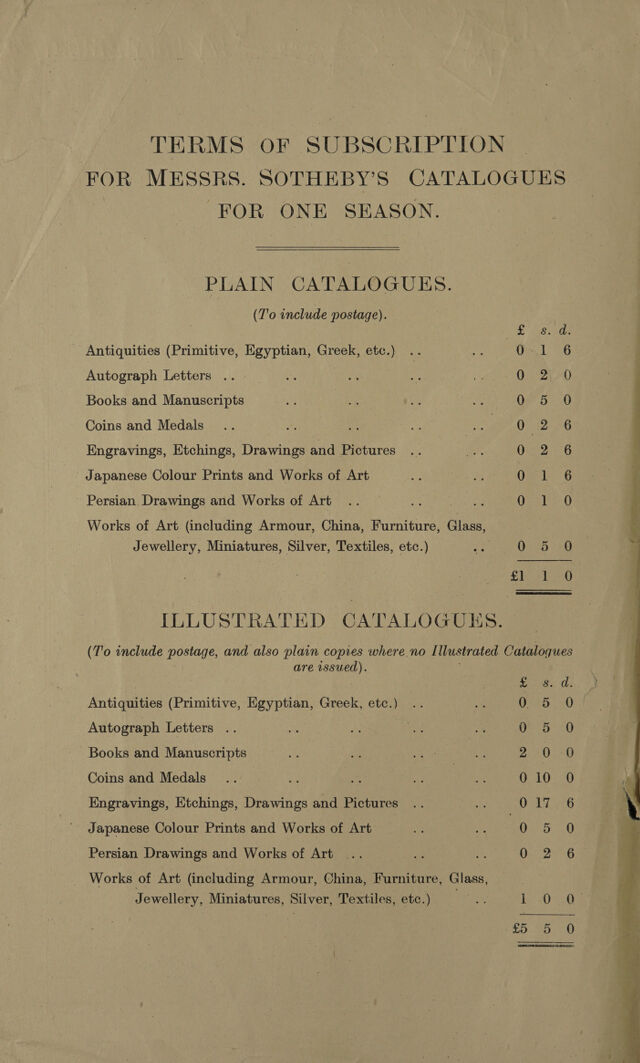 TERMS OF SUBSCRIPTION
FOR MESSRS. SOTHEBY'S CATALOGUES
FOR ONE SEASON.
PLAIN CATALOGUES.
(To include postage).
£ s. d.
Antiquities (Primitive, Egyptian, Greek, etc.) .. .. 0 1 6
Autograph Letters .. .. .. .. .. 0 2 0
Books and Manuscripts .. .. .. .. 0 5 0
Coins and Medals .. .. .. .. .. 0 2 6
Engravings, Etchings, Drawings and Pictures .. .. 0 2 6
Japanese Colour Prints and Works of Art .. .. 0 1 6
Persian Drawings and Works of Art .. .. .. 0 1 0
Works of Art (including Armour, China, Furniture, Glass,
Jewellery, Miniatures, Silver, Textiles, etc.) .. 0 5 0
£1 1 0
ILLUSTRATED CATALOGUES.
(To include postage, and also plain copies where no Illustrated Catalogues
are issued).
£ s. d.
Antiquities (Primitive, Egyptian, Greek, etc.) .. .. 0 5 0
Autograph Letters .. .. .. .. .. 0 5 0
Books and Manuscripts .. .. .. .. 2 0 0
Coins and Medals .. .. .. .. .. 0 10 0
Engravings, Etchings, Drawings and Pictures .. .. 0 17 6
Japanese Colour Prints and Works of Art .. .. 0 5 0
Persian Drawings and Works of Art .. .. .. 0 2 6
Works of Art (including Armour, China, Furniture, Glass,
Jewellery, Miniatures, Silver, Textiles, etc.) .. 1 0 0
£5 5 0